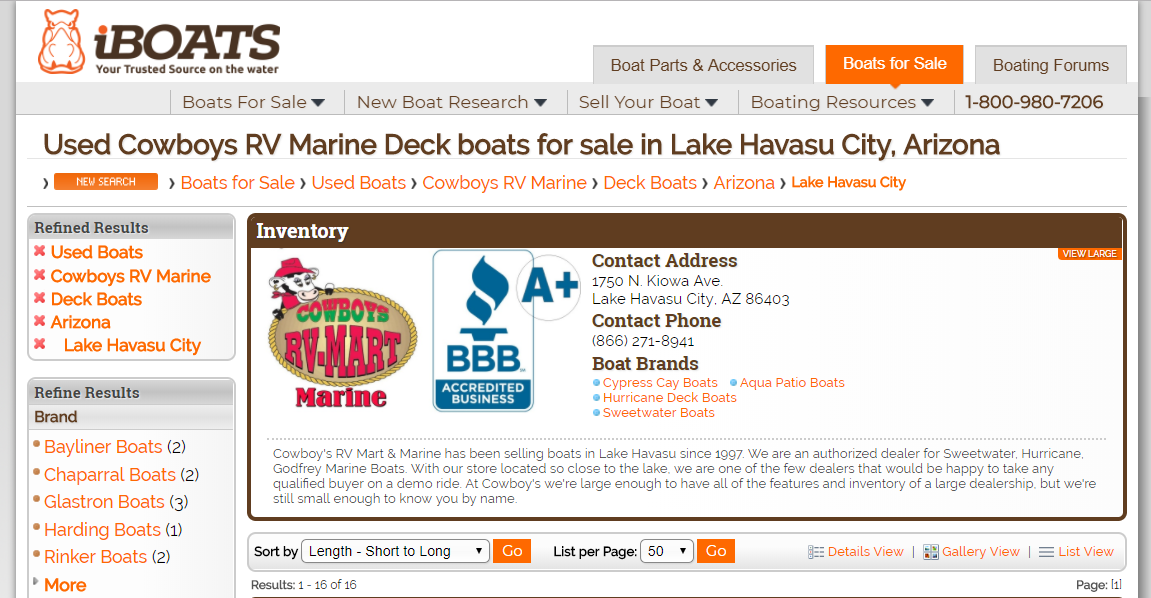 iBOATS
Your Trusted Source on the water
Boat Parts & Accessories
Boats for Sale
Boating Forums
Boats For Sale
New Boat Research
Sell Your Boat
Boating Resources
1-800-980-7206
Used Cowboys RV Marine Deck boats for sale in Lake Havasu City, Arizona
› NEW SEARCH › Boats for Sale › Used Boats › Cowboys RV Marine › Deck Boats › Arizona › Lake Havasu City
Refined Results
Used Boats
Cowboys RV Marine
Deck Boats
Arizona
Lake Havasu City
Refine Results
Brand
Bayliner Boats (2)
Chaparral Boats (2)
Glastron Boats (3)
Harding Boats (1)
Rinker Boats (2)
More
Inventory
VIEW LARGE
COWBOYS
RV-MART
Marine
A+
BBB
ACCREDITED
BUSINESS
Contact Address
1750 N. Kiowa Ave.
Lake Havasu City, AZ 86403
Contact Phone
(866) 271-8941
Boat Brands
Cypress Cay Boats Aqua Patio Boats
Hurricane Deck Boats
Sweetwater Boats
Cowboy's RV Mart & Marine has been selling boats in Lake Havasu since 1997. We are an authorized dealer for Sweetwater, Hurricane,
Godfrey Marine Boats. With our store located so close to the lake, we are one of the few dealers that would be happy to take any
qualified buyer on a demo ride. At Cowboy's we're large enough to have all of the features and inventory of a large dealership, but we're
still small enough to know you by name.
Sort by Length - Short to Long Go List per Page: 50 Go Details View | Gallery View | List View
Results: 1 - 16 of 16 Page: [1]